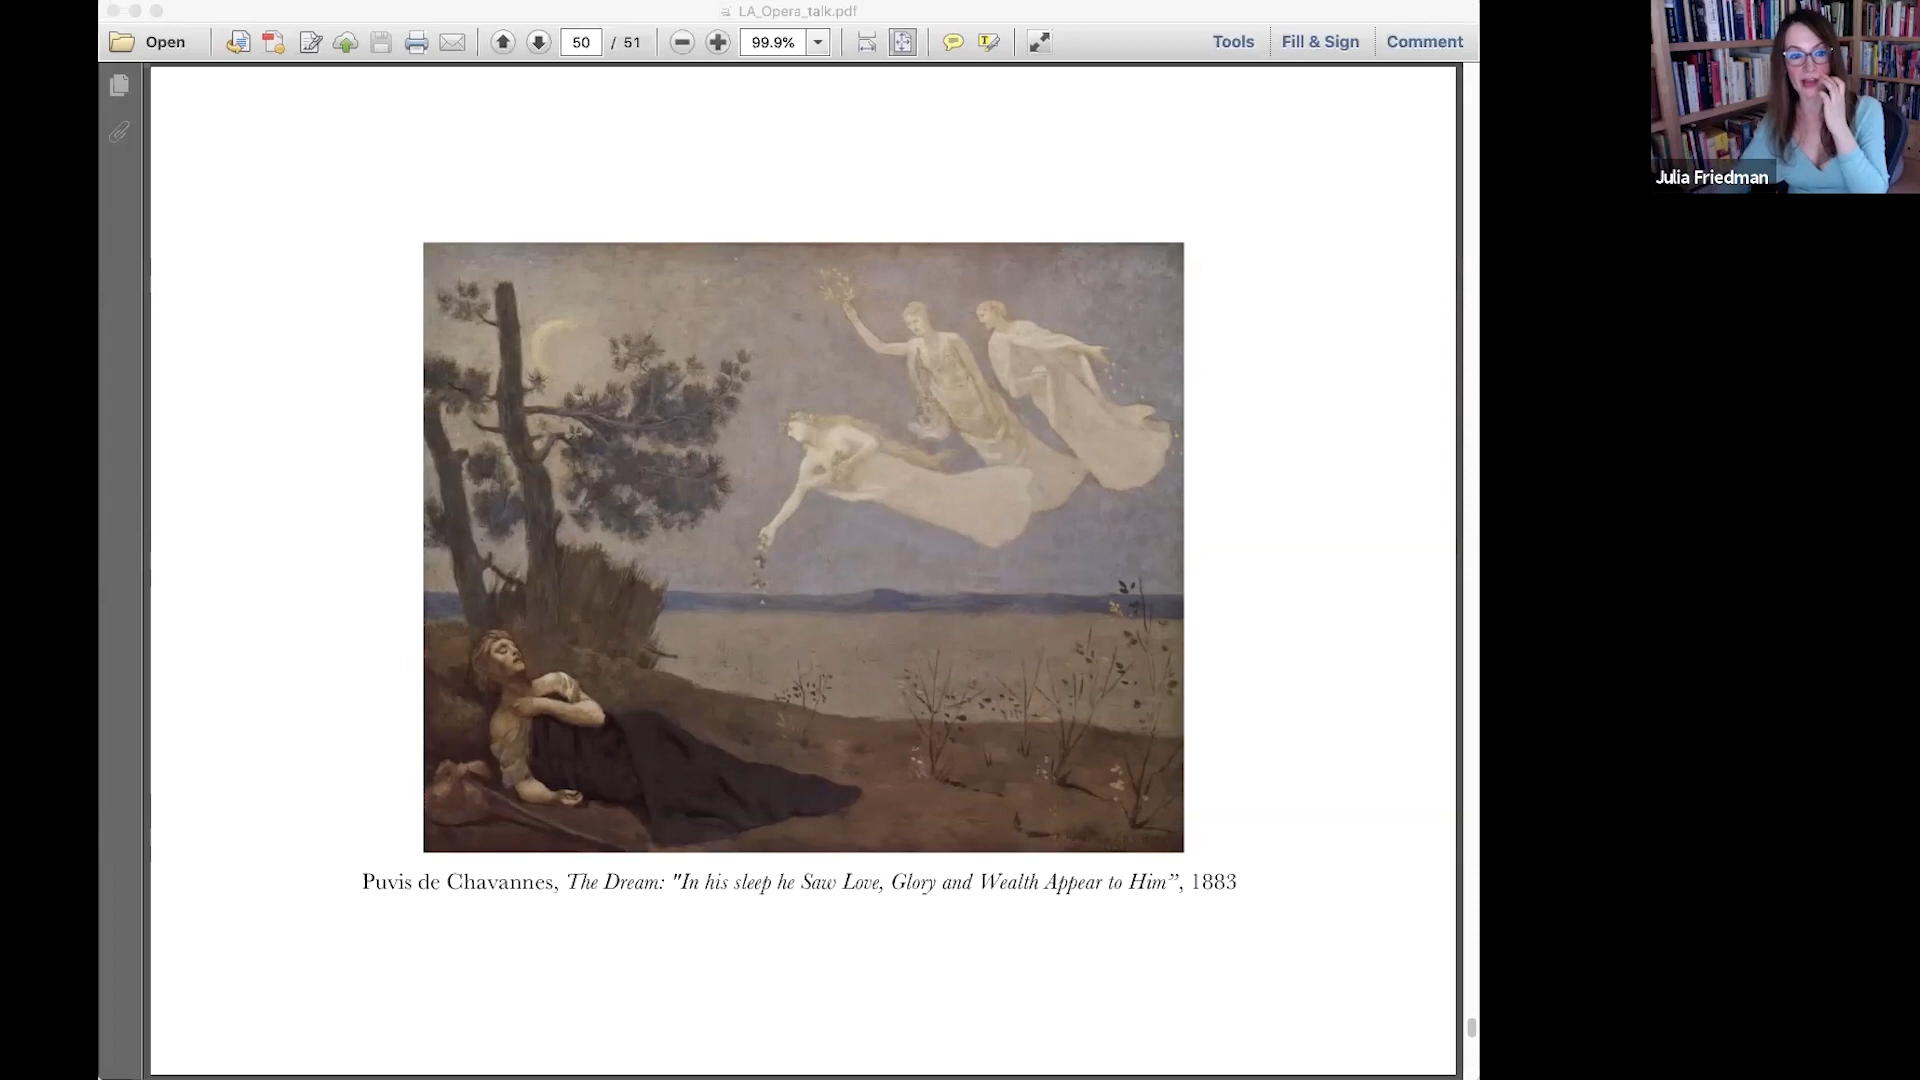 LA_Opera_talk.pdf
Open 50 / 51 99.9% Tools Fill & Sign Comment
Julia Friedman
Puvis de Chavannes, The Dream: "In his sleep he Saw Love, Glory and Wealth Appear to Him”, 1883